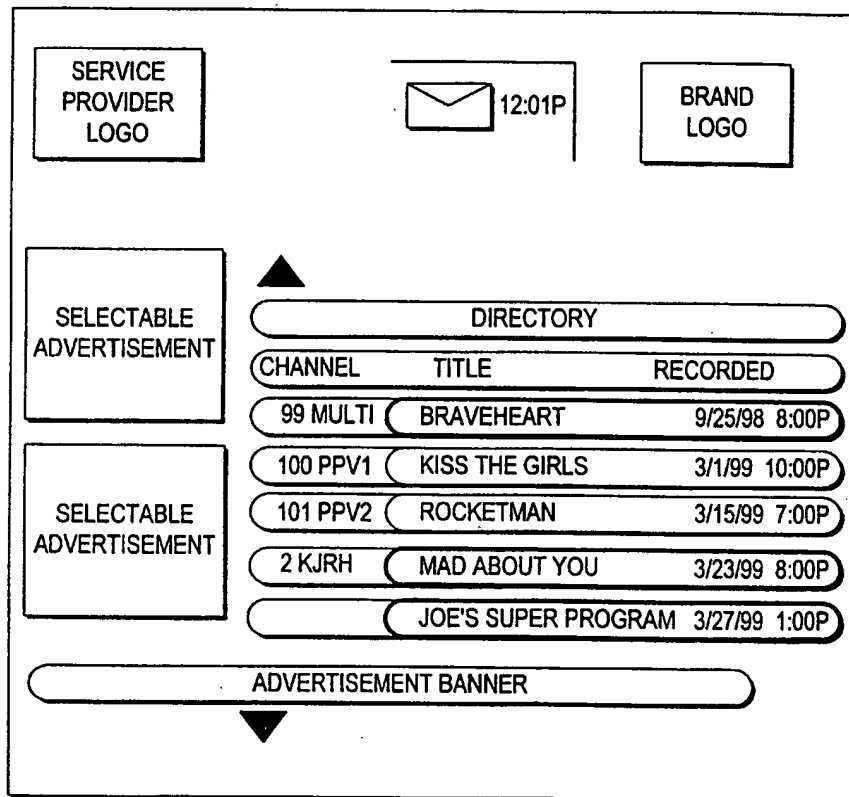 SERVICE
PROVIDER
LOGO
12:01P
BRAND
LOGO
SELECTABLE
ADVERTISEMENT
SELECTABLE
ADVERTISEMENT
DIRECTORY
CHANNEL TITLE RECORDED
99 MULTI BRAVEHEART 9/25/98 8:00P
100 PPV1 KISS THE GIRLS 3/1/99 10:00P
101 PPV2 ROCKETMAN 3/15/99 7:00P
2 KJRH MAD ABOUT YOU 3/23/99 8:00P
JOE'S SUPER PROGRAM 3/27/99 1:00P
ADVERTISEMENT BANNER